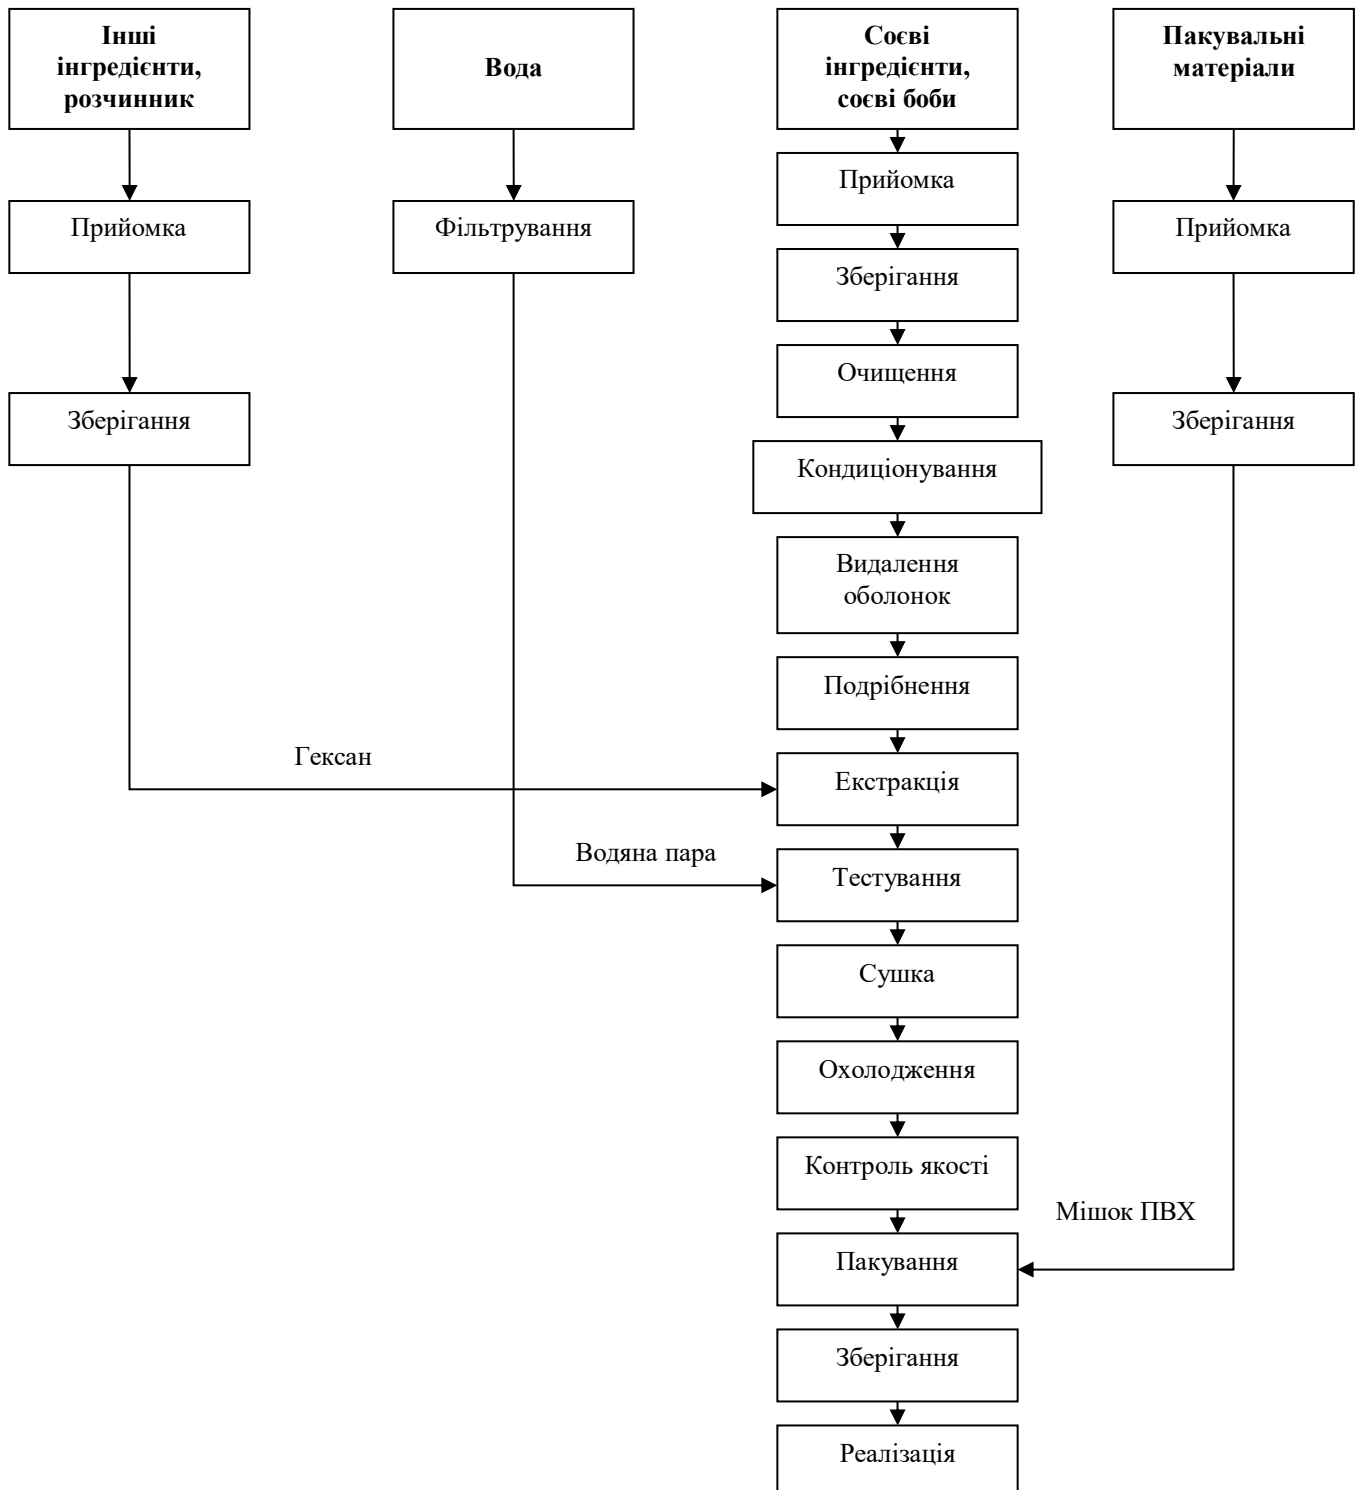 Інші
інгредієнти,
розчинник
Вода
Соєві
інгредієнти,
соєві боби
Пакувальні
матеріали
Прийомка
Прийомка
Фільтрування
Прийомка
Зберігання
Очищення
Зберігання
Зберігання
Кондиціонування
Видалення
оболонок
Подрібнення
Гексан
Екстракція
Водяна пара
Тестування
Сушка
Охолодження
Контроль якості
Мішок ПВХ
Пакування
Зберігання
Реалізація